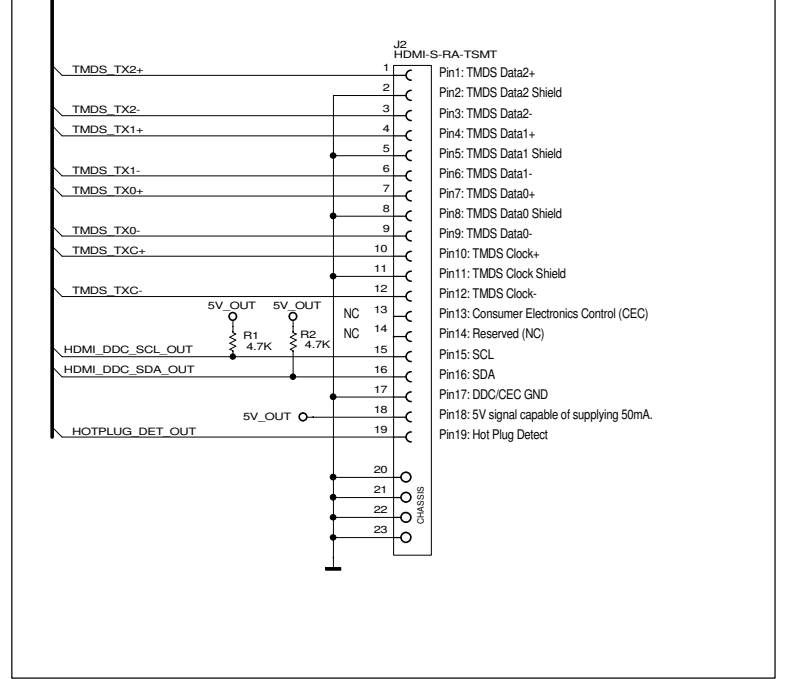 J2
HDMI-S-RA-TSMT
TMDS_TX2+ 1 Pin1: TMDS Data2+
2 Pin2: TMDS Data2 Shield
TMDS_TX2- 3 Pin3: TMDS Data2-
TMDS_TX1+ 4 Pin4: TMDS Data1+
5 Pin5: TMDS Data1 Shield
TMDS_TX1- 6 Pin6: TMDS Data1-
TMDS_TX0+ 7 Pin7: TMDS Data0+
8 Pin8: TMDS Data0 Shield
TMDS_TX0- 9 Pin9: TMDS Data0-
TMDS_TXC+ 10 Pin10: TMDS Clock+
11 Pin11: TMDS Clock Shield
TMDS_TXC- 12 Pin12: TMDS Clock-
5V_OUT 5V_OUT
NC 13 Pin13: Consumer Electronics Control (CEC)
R1 R2 NC 14 Pin14: Reserved (NC)
4.7K 4.7K
HDMI_DDC_SCL_OUT 15 Pin15: SCL
HDMI_DDC_SDA_OUT 16 Pin16: SDA
17 Pin17: DDC/CEC GND
5V_OUT 18 Pin18: 5V signal capable of supplying 50mA.
HOTPLUG_DET_OUT 19 Pin19: Hot Plug Detect
20
21
22
23
CHASSIS